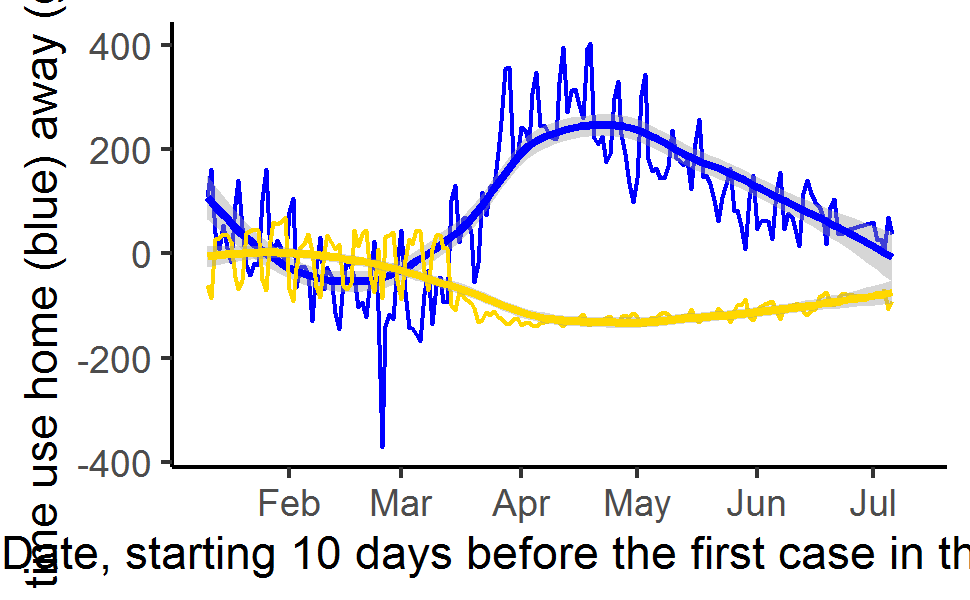 time use home (blue) away (g
400
200
0
-200
-400
Feb Mar Apr May Jun Jul
Date, starting 10 days before the first case in th